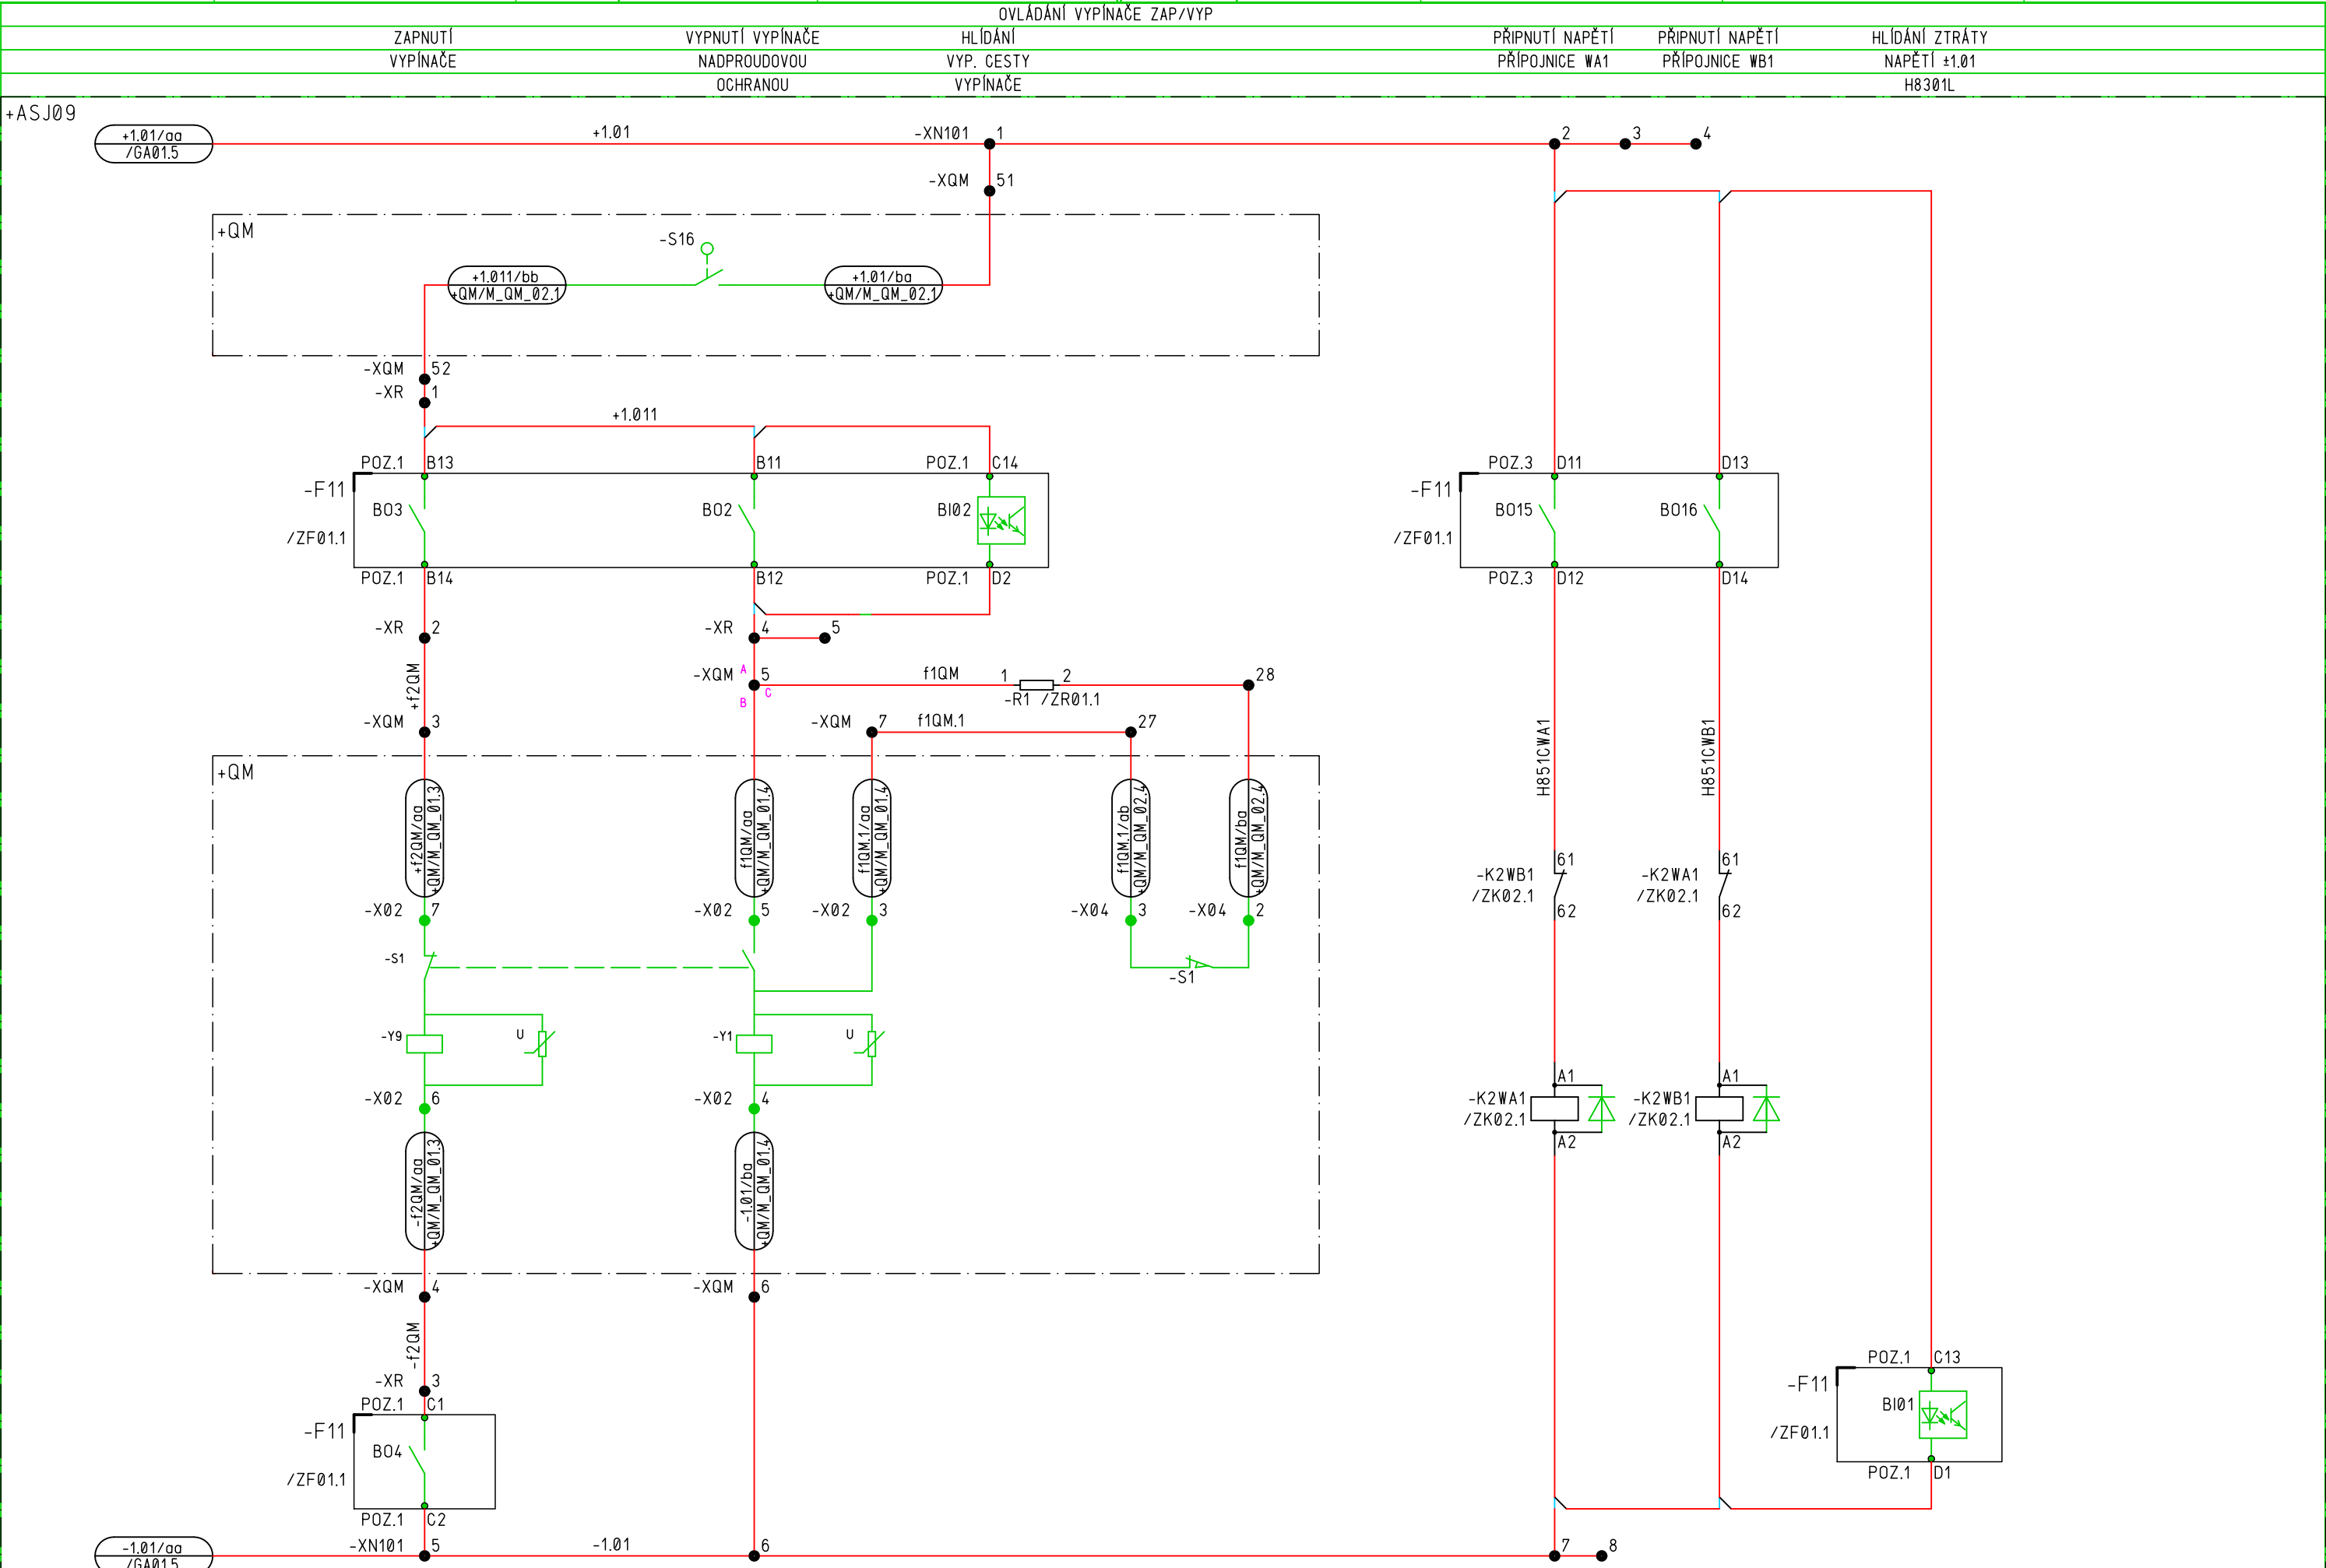 OVLÁDÁNÍ VYPÍNAČE ZAP/VYP
ZAPNUTÍ VYPNUTÍ VYPÍNAČE HLÍDÁNÍ PŘIPNUTÍ NAPĚTÍ PŘIPNUTÍ NAPĚTÍ HLÍDÁNÍ ZTRÁTY
VYPÍNAČE NADPROUDOVOU VYP. CESTY PŘÍPOJNICE WA1 PŘÍPOJNICE WB1 NAPĚTÍ ±1.01
OCHRANOU VYPÍNAČE H8301L
+ASJ09
+1.01/aa
/GA01.5
+1.01 -XN101 1 2 3 4
-XQM 51
+QM
-S16
+1.011/bb +1.01/ba
+QM/M_QM_02.1 +QM/M_QM_02.1
-XQM 52
-XR 1
+1.011
POZ.1 B13 B11 POZ.1 C14 POZ.3 D11 D13
-F11 -F11
BO3 BO2 BI02 BO15 BO16
/ZF01.1 /ZF01.1
POZ.1 B14 B12 POZ.1 D2 POZ.3 D12 D14
-XR 2 -XR 4 5
+f2QM
-XQM A 5 f1QM 1 2 28
B C -R1 /ZR01.1
-XQM 3 -XQM 7 f1QM.1 27
H851CWA1 H851CWB1
+QM
+f2QM/aa f1QM/aa f1QM.1/aa f1QM.1/ab f1QM/ba
+QM/M_QM_01.3 +QM/M_QM_01.4 +QM/M_QM_01.4 +QM/M_QM_02.4 +QM/M_QM_02.4
61 61
-K2WB1 -K2WA1
/ZK02.1 /ZK02.1
62 62
-X02 7 -X02 5 -X02 3 -X04 3 -X04 2
-S1 -S1
-Y9 U -Y1 U
A1 A1
-X02 6 -X02 4 -K2WA1 -K2WB1
/ZK02.1 /ZK02.1
A2 A2
-f2QM/aa -1.01/ba
+QM/M_QM_01.3 +QM/M_QM_01.4
-XQM 4 -XQM 6
-f2QM
-XR 3
POZ.1 C13
-F11
BI01
/ZF01.1
POZ.1 D1
POZ.1 C1
-F11
BO4
/ZF01.1
POZ.1 C2
-1.01/aa
/GA01.5
-XN101 5 -1.01 6 7 8